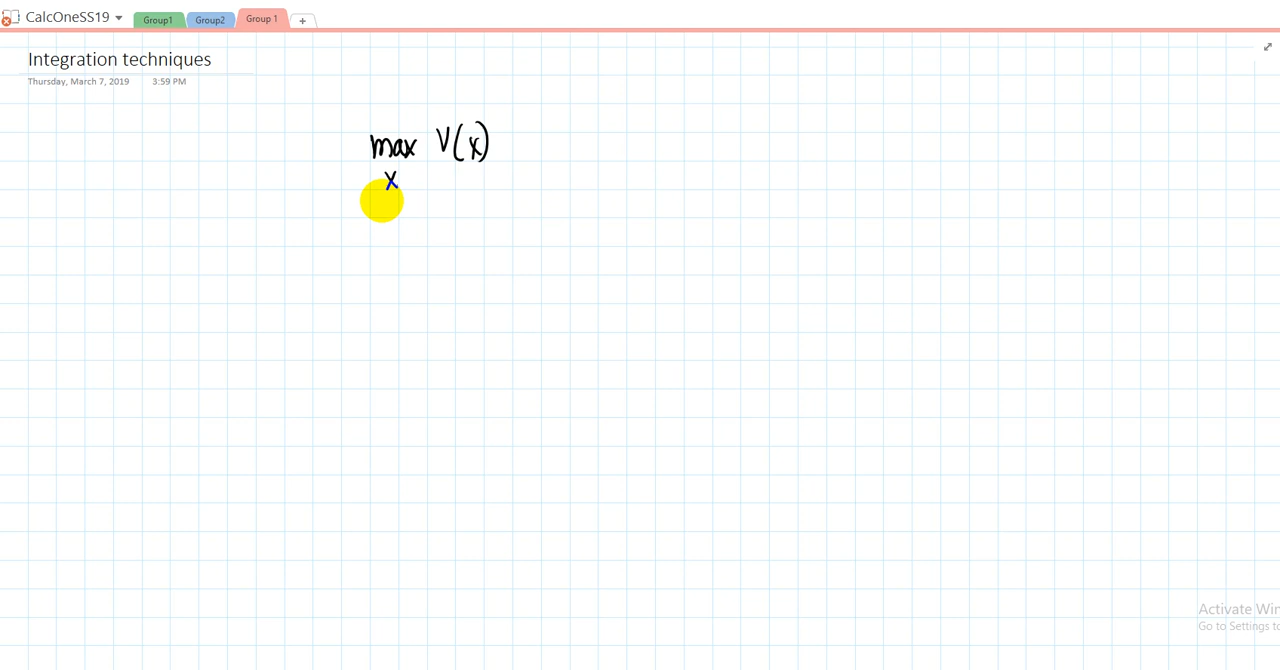 CalcOneSS19 Group1 Group2 Group 1 +
Integration techniques
Thursday, March 7, 2019 3:59 PM
max V(x)
x
Activate Win
Go to Settings to